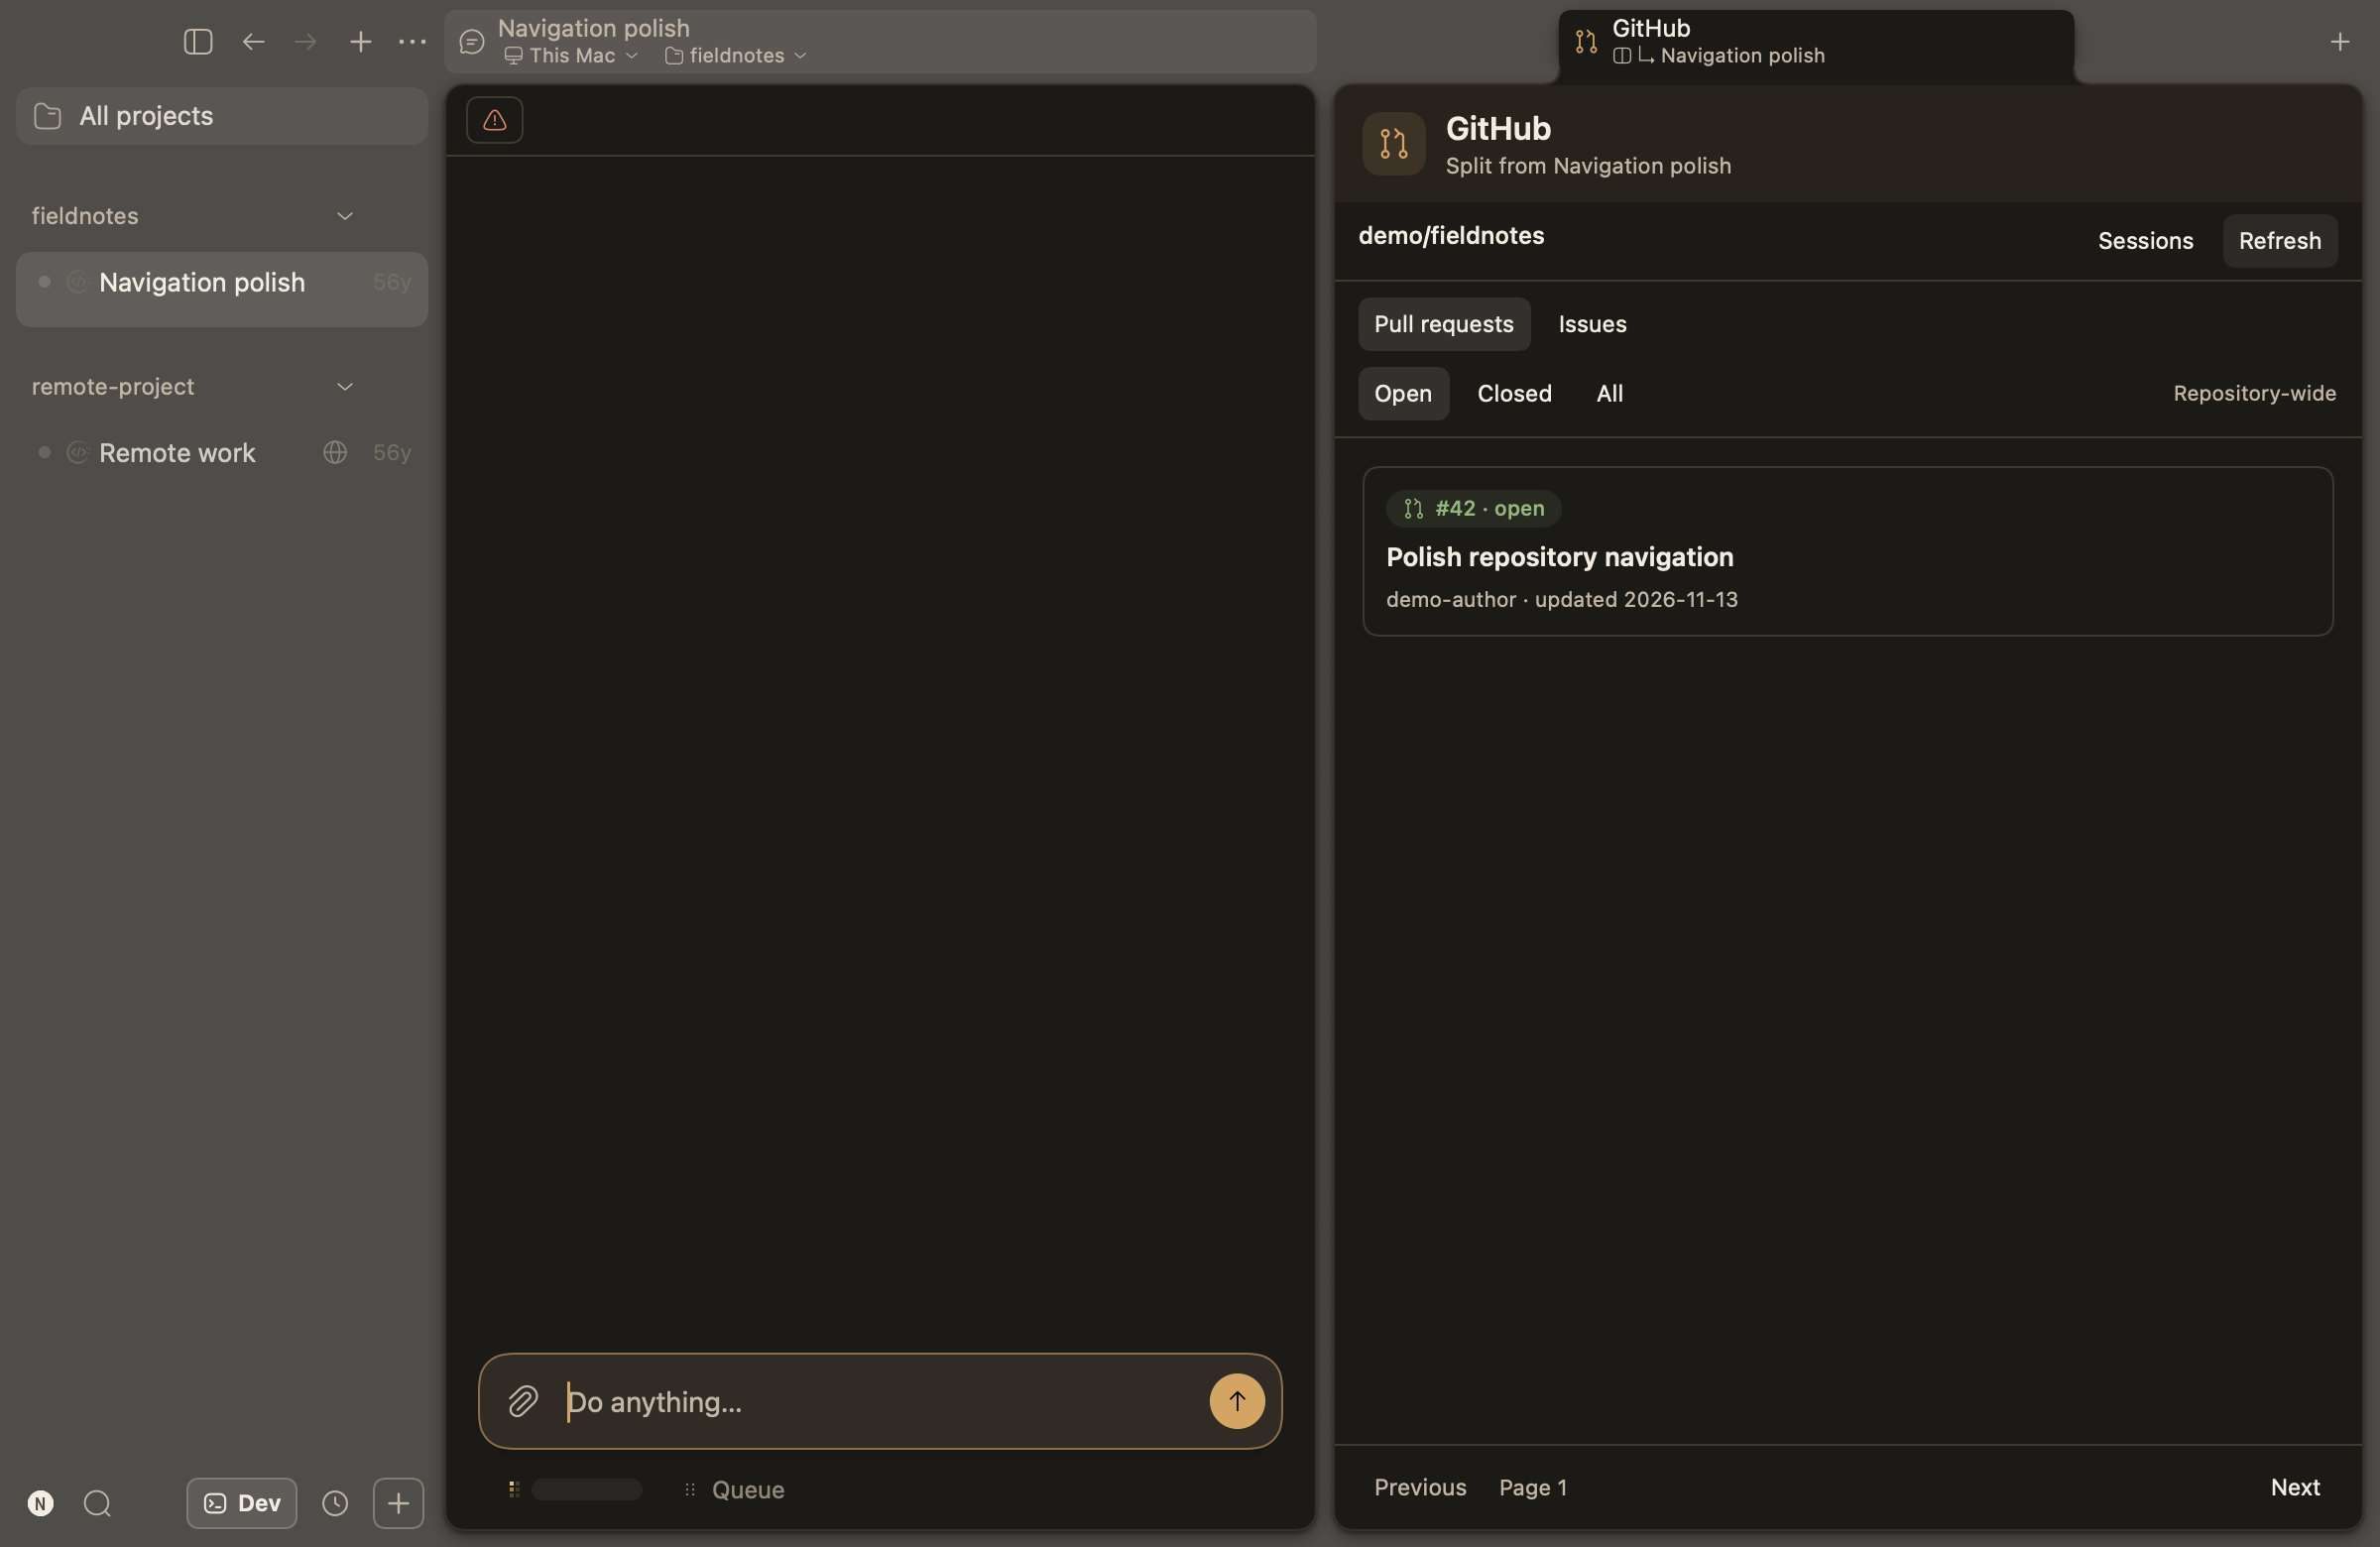 Navigation polish
This Mac fieldnotes
GitHub
Navigation polish
All projects
fieldnotes
Navigation polish 56y
remote-project
Remote work 56y
N
Dev
Do anything...
Queue
GitHub
Split from Navigation polish
demo/fieldnotes
Sessions Refresh
Pull requests Issues
Open Closed All Repository-wide
#42 · open
Polish repository navigation
demo-author · updated 2026-11-13
Previous Page 1 Next